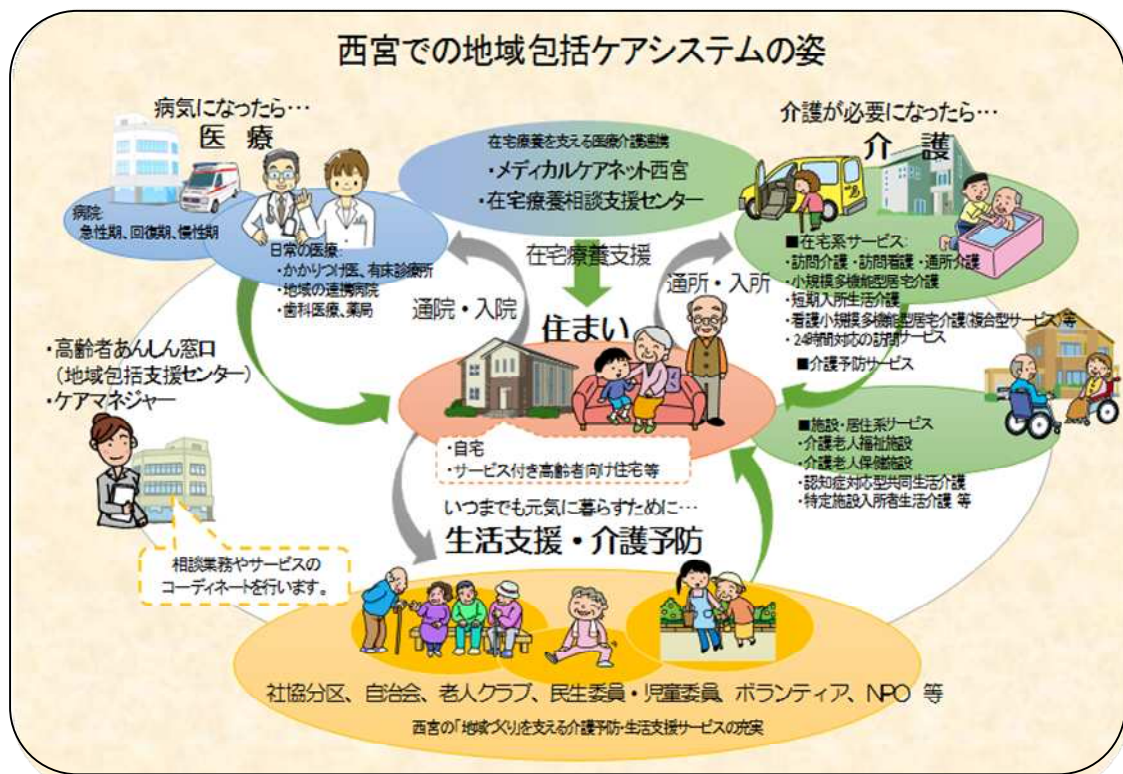 西宮での地域包括ケアシステムの姿
病気になったら…
医療
病院:
急性期、回復期、慢性期
日常の医療:
・かかりつけ医、有床診療所
・地域の連携病院
・歯科医療、薬局
在宅療養を支える医療介護連携
・メディカルケアネット西宮
・在宅療養相談支援センター
在宅療養支援
介護が必要になったら…
介護
■在宅系サービス:
・訪問介護・訪問看護・通所介護
・小規模多機能型居宅介護
・短期入所生活介護
・看護小規模多機能型居宅介護(複合型サービス)等
・24時間対応の訪問サービス
■介護予防サービス
通院・入院
通所・入所
住まい
・自宅
・サービス付き高齢者向け住宅等
・高齢者あんしん窓口
(地域包括支援センター)
・ケアマネジャー
相談業務やサービスの
コーディネートを行います。
■施設・居住系サービス
・介護老人福祉施設
・介護老人保健施設
・認知症対応型共同生活介護
・特定施設入所者生活介護 等
いつまでも元気に暮らすために…
生活支援・介護予防
社協分区、自治会、老人クラブ、民生委員・児童委員、ボランティア、NPO 等
西宮の「地域づくり」を支える介護予防・生活支援サービスの充実